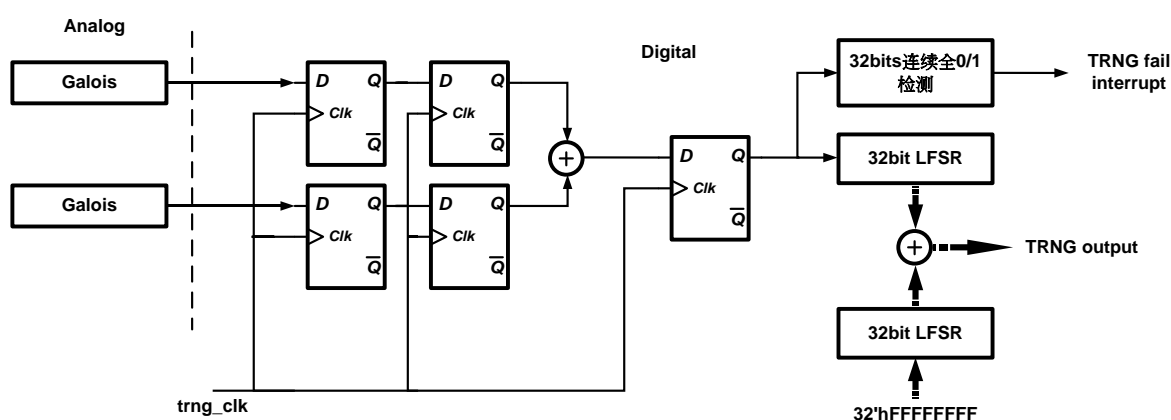 Analog
Digital
Galois
D
Q
Clk
Q
D
Q
Clk
Q
32bits连续全0/1
检测
TRNG fail
interrupt
Galois
D
Q
Clk
Q
D
Q
Clk
Q
D
Q
Clk
Q
32bit LFSR
TRNG output
32bit LFSR
trng_clk
32'hFFFFFFFF